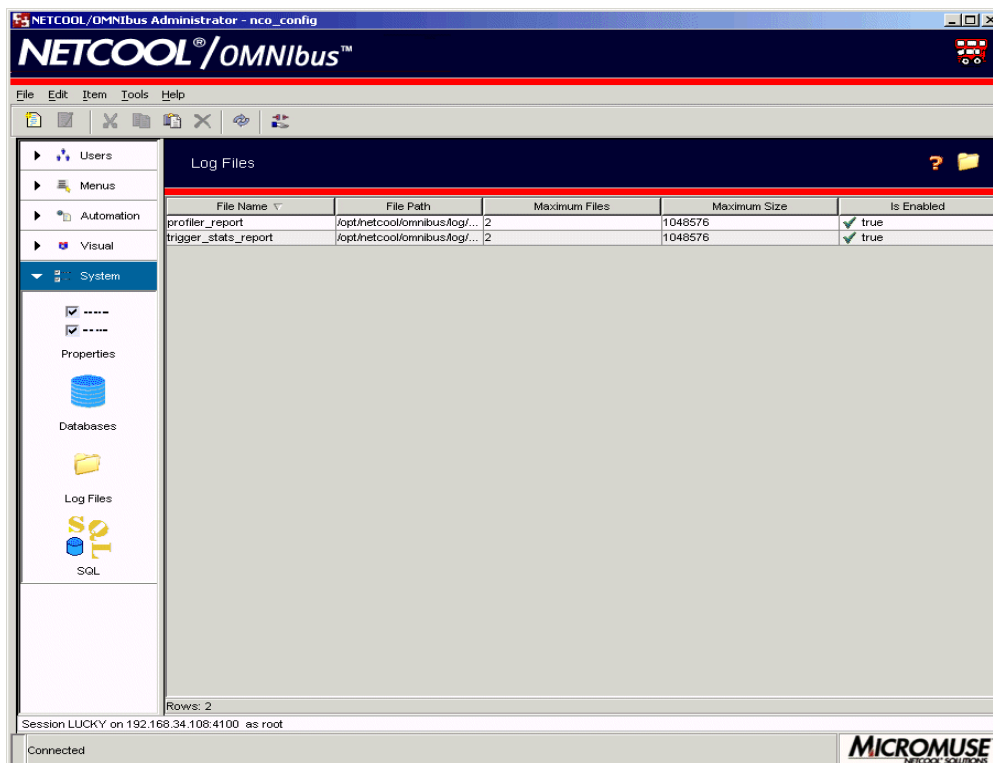 NETCOOL/OMNIbus Administrator - nco_config
NETCOOL®/OMNIbus™
File Edit Item Tools Help
Users
Menus
Automation
Visual
System
Properties
Databases
Log Files
SQL
SQL
Log Files
?
File Name File Path Maximum Files Maximum Size Is Enabled
profiler_report /opt/netcool/omnibus/log/... 2 1048576 true
trigger_stats_report /opt/netcool/omnibus/log/... 2 1048576 true
Rows: 2
Session LUCKY on 192.168.34.108:4100 as root
Connected
MICROMUSE
NETCOOL® SOLUTIONS